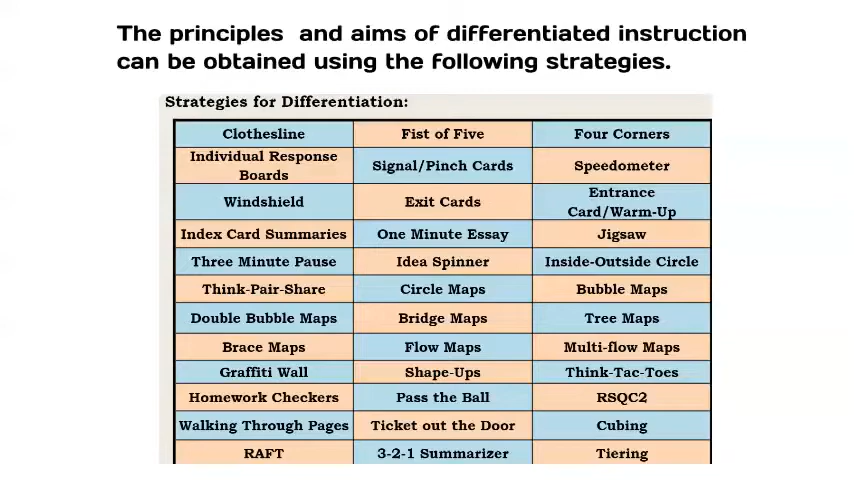 The principles and aims of differentiated instruction
can be obtained using the following strategies.
Strategies for Differentiation:
Clothesline Fist of Five Four Corners
Individual Response
Boards
Signal/Pinch Cards Speedometer
Windshield Exit Cards
Entrance
Card/Warm-Up
Index Card Summaries One Minute Essay Jigsaw
Three Minute Pause Idea Spinner Inside-Outside Circle
Think-Pair-Share Circle Maps Bubble Maps
Double Bubble Maps Bridge Maps Tree Maps
Brace Maps Flow Maps Multi-flow Maps
Graffiti Wall Shape-Ups Think-Tac-Toes
Homework Checkers Pass the Ball RSQC2
Walking Through Pages Ticket out the Door Cubing
RAFT 3-2-1 Summarizer Tiering